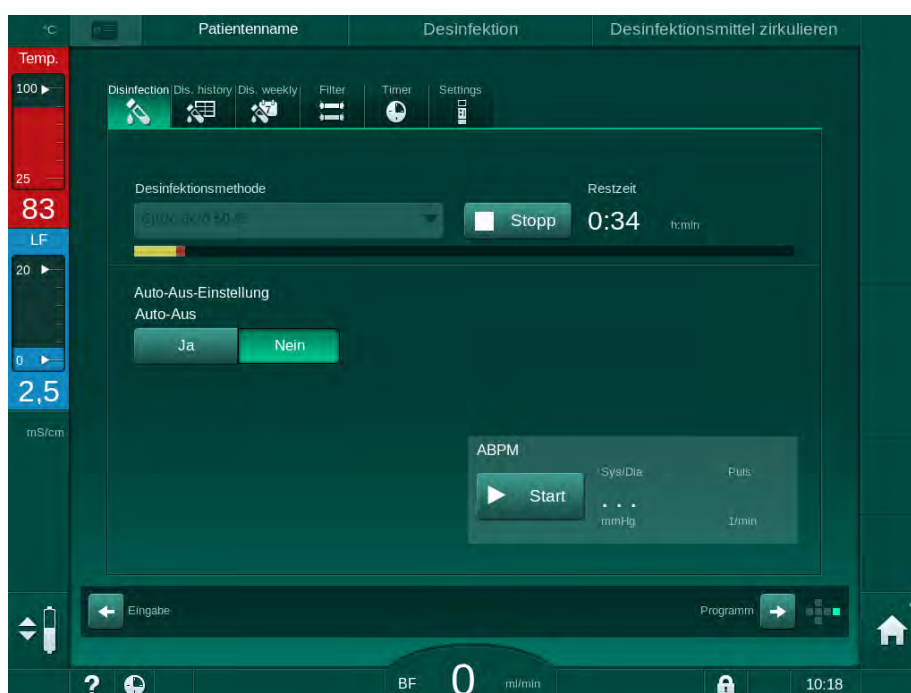 °C Patientenname Desinfektion Desinfektionsmittel zirkulieren
Temp.
100
25
83
LF
20
0
2,5
mS/cm
Disinfection Dis. history Dis. weekly Filter Timer Settings
7
Desinfektionsmethode
Stopp
Restzeit
0:34 h:min
Auto-Aus-Einstellung
Auto-Aus
Ja Nein
ABPM
Start
Sys/Dia Puls
. . .
mmHg 1/min
Eingabe Programm
? BF 0 ml/min 10:18